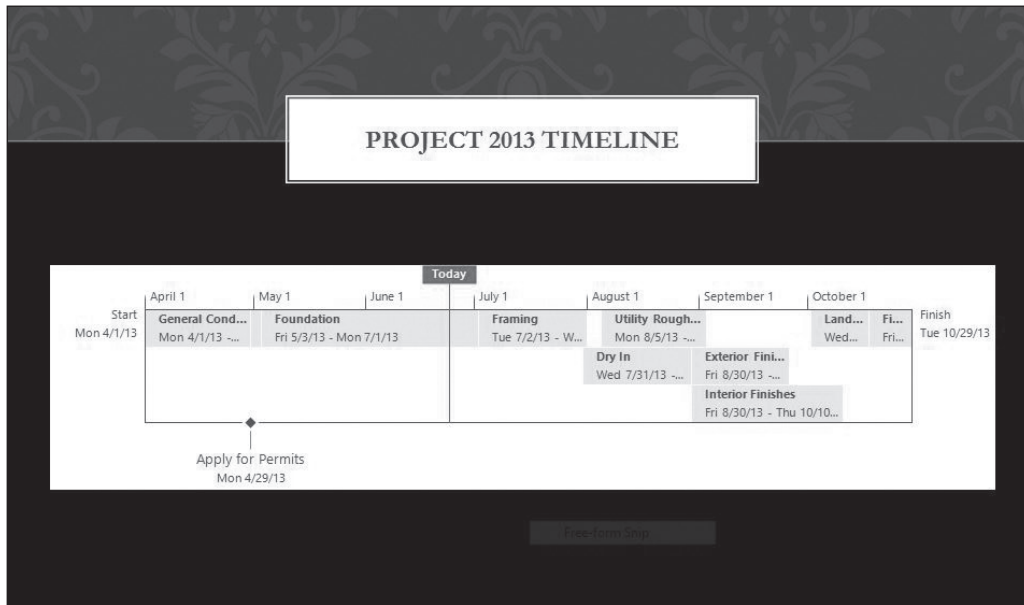 PROJECT 2013 TIMELINE
Today
April 1
May 1
June 1
July 1
August 1
September 1
October 1
Start
Mon 4/1/13
General Cond...
Mon 4/1/13 -...
Foundation
Fri 5/3/13 - Mon 7/1/13
Framing
Tue 7/2/13 - W...
Utility Rough...
Mon 8/5/13 -...
Land...
Wed...
Fi...
Fri...
Finish
Tue 10/29/13
Dry In
Wed 7/31/13 -...
Exterior Fini...
Fri 8/30/13 -...
Interior Finishes
Fri 8/30/13 - Thu 10/10...
Apply for Permits
Mon 4/29/13
Free-form Snip